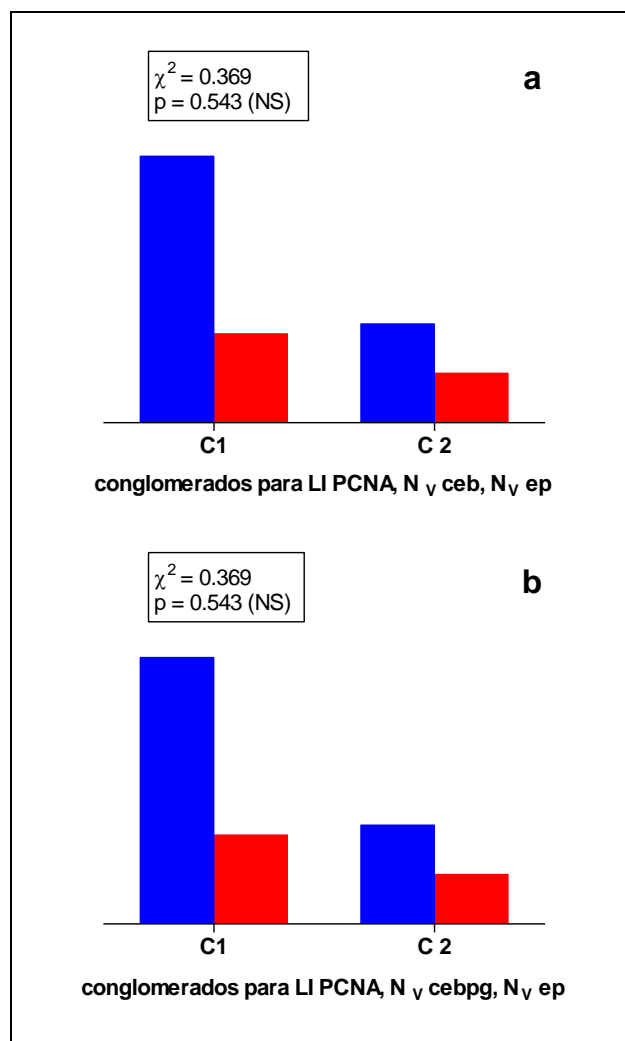 χ² = 0.369
p = 0.543 (NS)
a
C1 C 2
conglomerados para LI PCNA, N V ceb, NV ep
χ² = 0.369
p = 0.543 (NS)
b
C1 C 2
conglomerados para LI PCNA, N V cebpg, NV ep